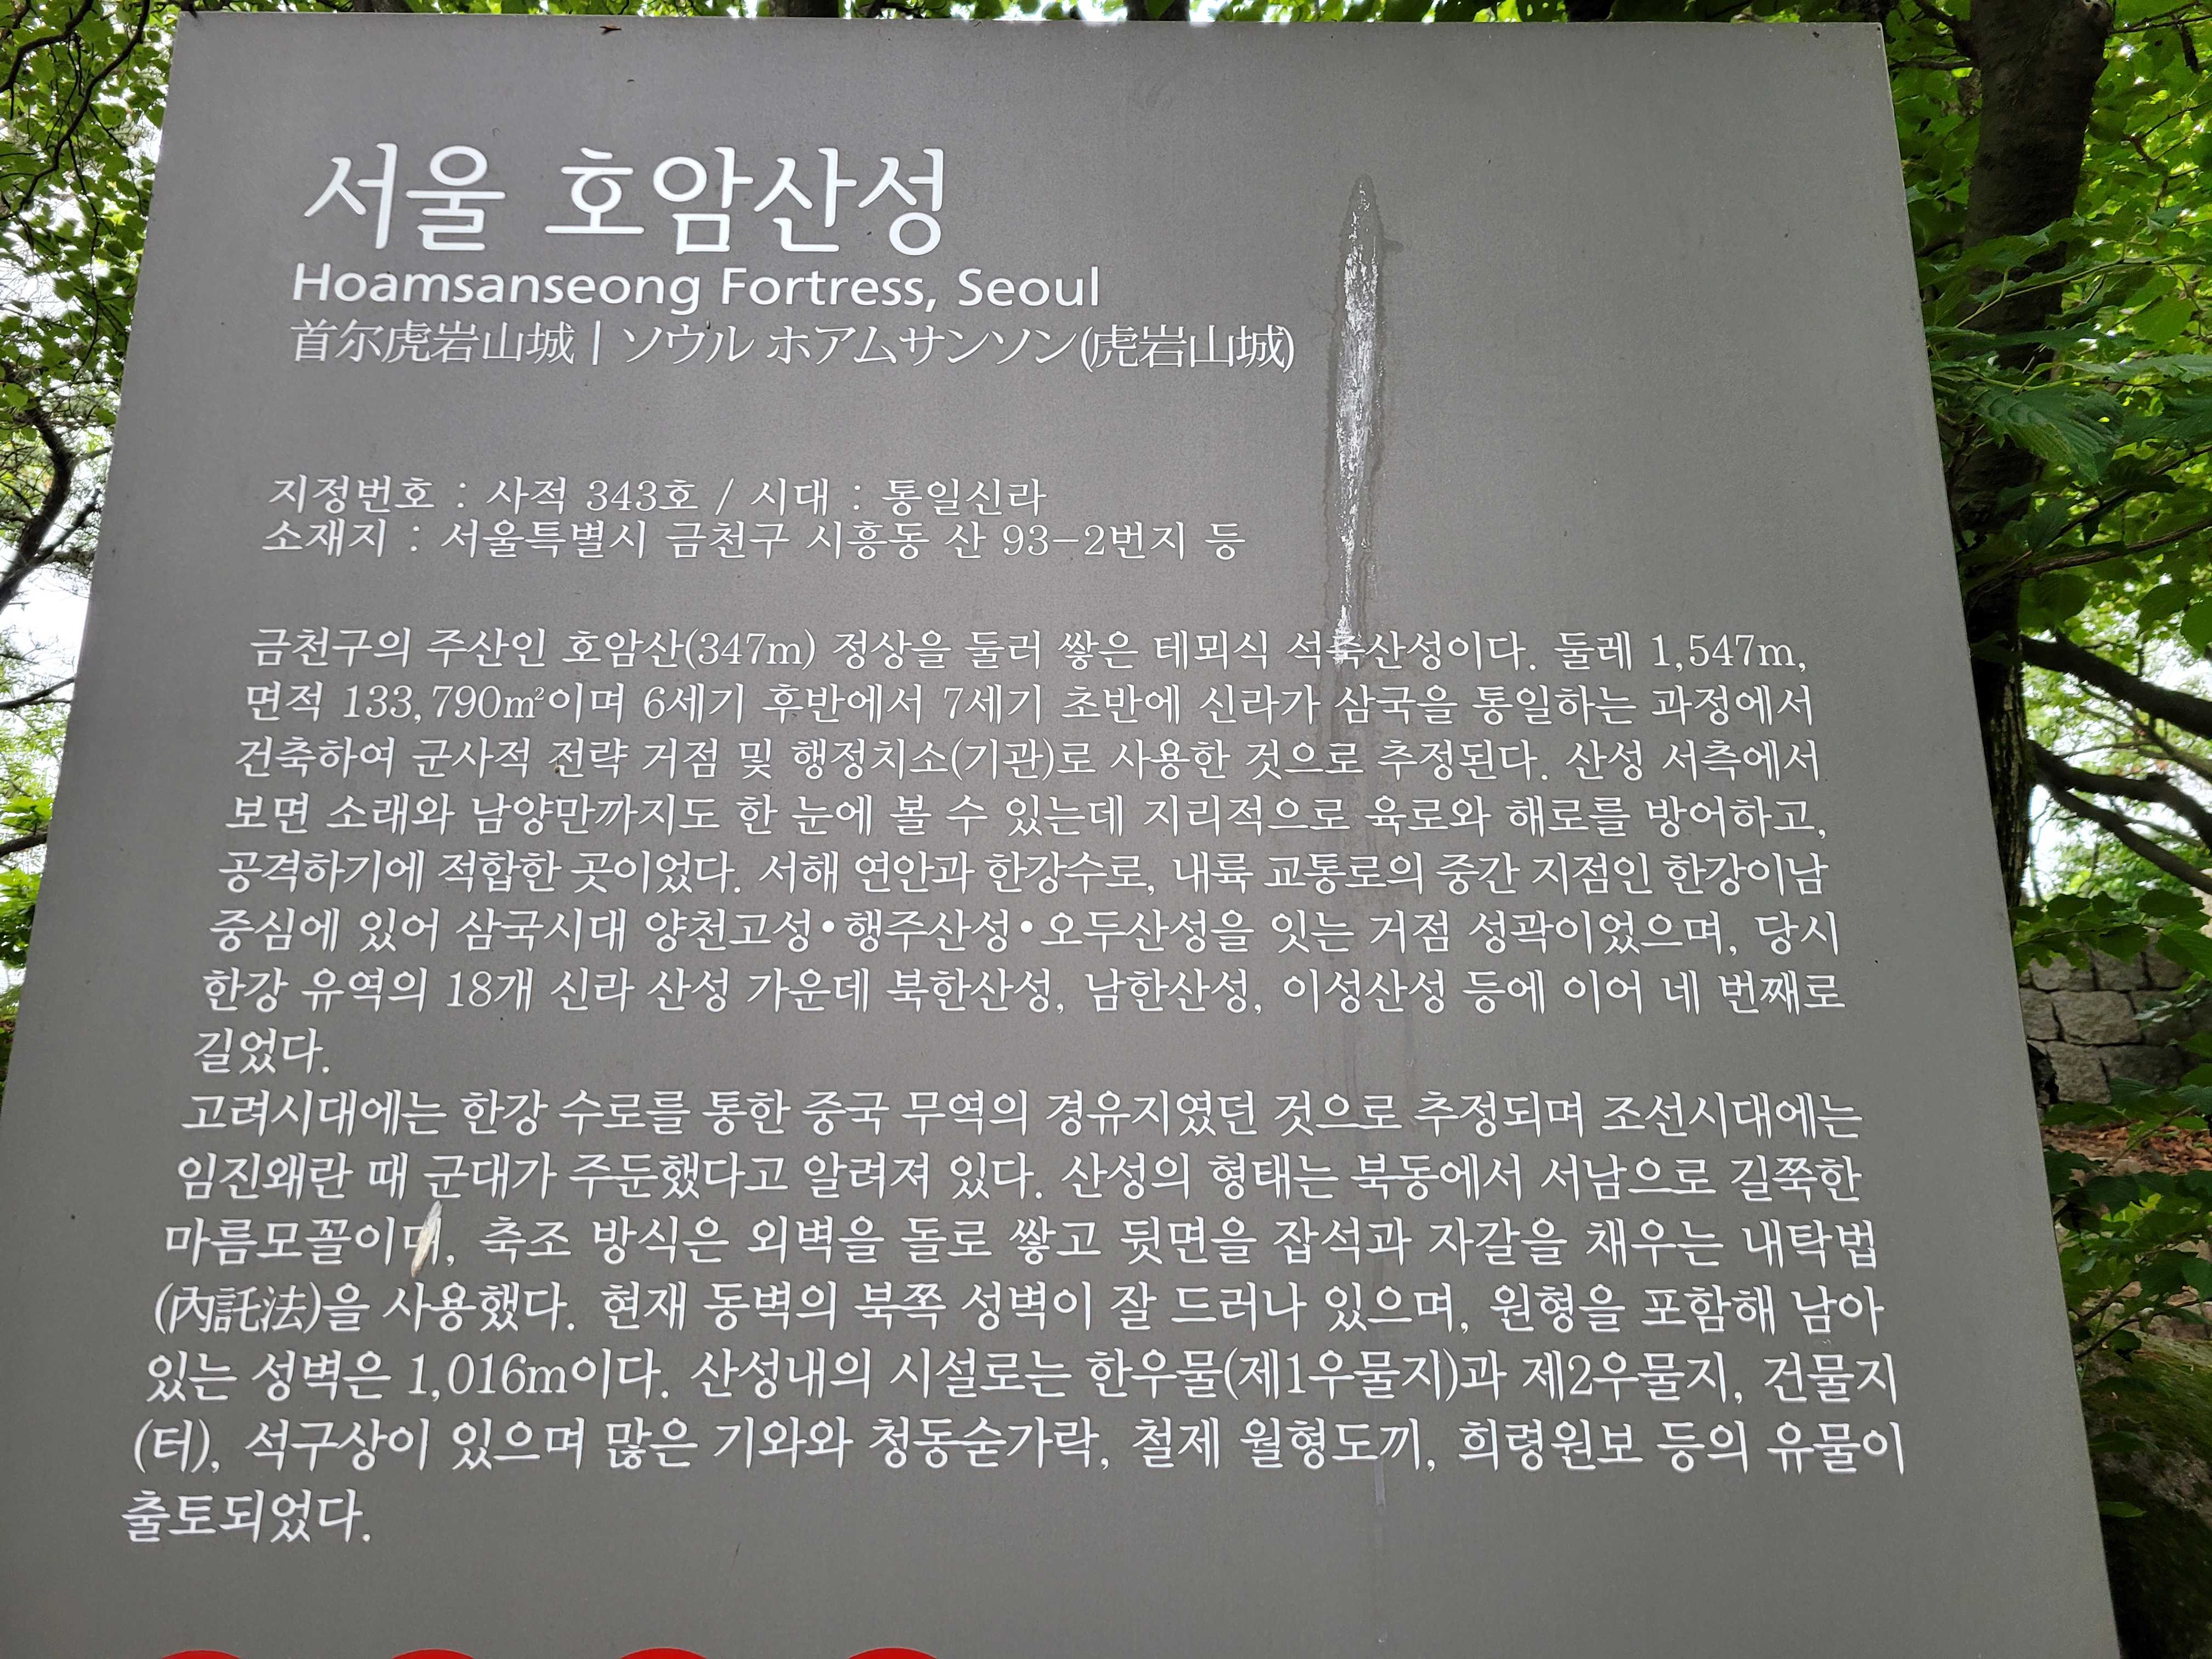 서울 호암산성
Hoamsanseong Fortress, Seoul
首尔虎岩山城 | ソウル ホアムサンソン(虎岩山城)
지정번호 : 사적 343호 / 시대 : 통일신라
소재지 : 서울특별시 금천구 시흥동 산 93-2번지 등
금천구의 주산인 호암산(347m) 정상을 둘러 쌓은 테뫼식 석축산성이다. 둘레 1,547m,
면적 133,790㎡이며 6세기 후반에서 7세기 초반에 신라가 삼국을 통일하는 과정에서
건축하여 군사적 전략 거점 및 행정치소(기관)로 사용한 것으로 추정된다. 산성 서측에서
보면 소래와 남양만까지도 한 눈에 볼 수 있는데 지리적으로 육로와 해로를 방어하고,
공격하기에 적합한 곳이었다. 서해 연안과 한강수로, 내륙 교통로의 중간 지점인 한강이남
중심에 있어 삼국시대 양천고성•행주산성•오두산성을 잇는 거점 성곽이었으며, 당시
한강 유역의 18개 신라 산성 가운데 북한산성, 남한산성, 이성산성 등에 이어 네 번째로
길었다.
고려시대에는 한강 수로를 통한 중국 무역의 경유지였던 것으로 추정되며 조선시대에는
임진왜란 때 군대가 주둔했다고 알려져 있다. 산성의 형태는 북동에서 서남으로 길쭉한
마름모꼴이며, 축조 방식은 외벽을 돌로 쌓고 뒷면을 잡석과 자갈을 채우는 내탁법
(內託法)을 사용했다. 현재 동벽의 북쪽 성벽이 잘 드러나 있으며, 원형을 포함해 남아
있는 성벽은 1,016m이다. 산성내의 시설로는 한우물(제1우물지)과 제2우물지, 건물지
(터), 석구상이 있으며 많은 기와와 청동숟가락, 철제 월형도끼, 희령원보 등의 유물이
출토되었다.